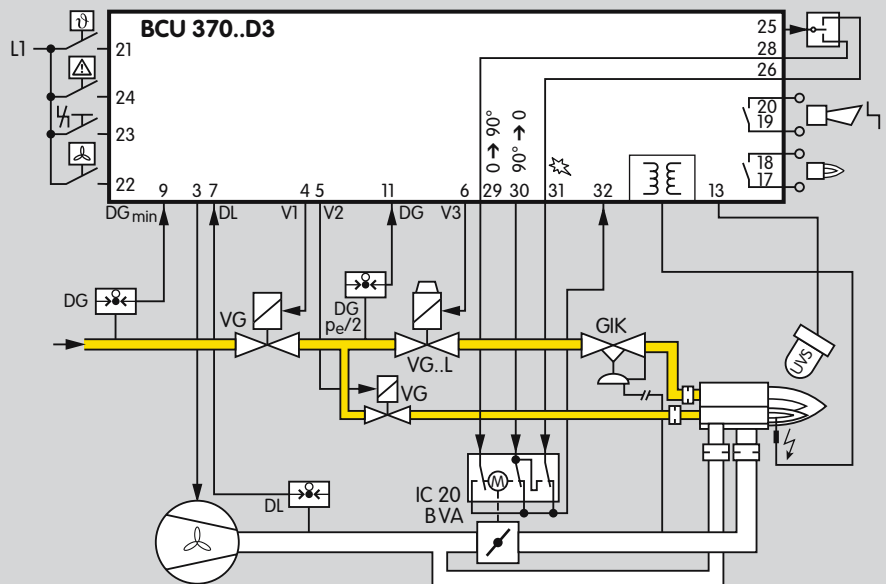 BCU 370..D3
25
28
26
L1
ϑ
21
24
23
22
20
19
18
17
0 → 90°
90° → 0
9
3
7
4
5
11
6
29
30
31
32
13
DGmin
DL
V1
V2
DG
V3
DG
VG
DG
pe/2
VG..L
GIK
UVS
VG
DL
IC 20
BVA
M